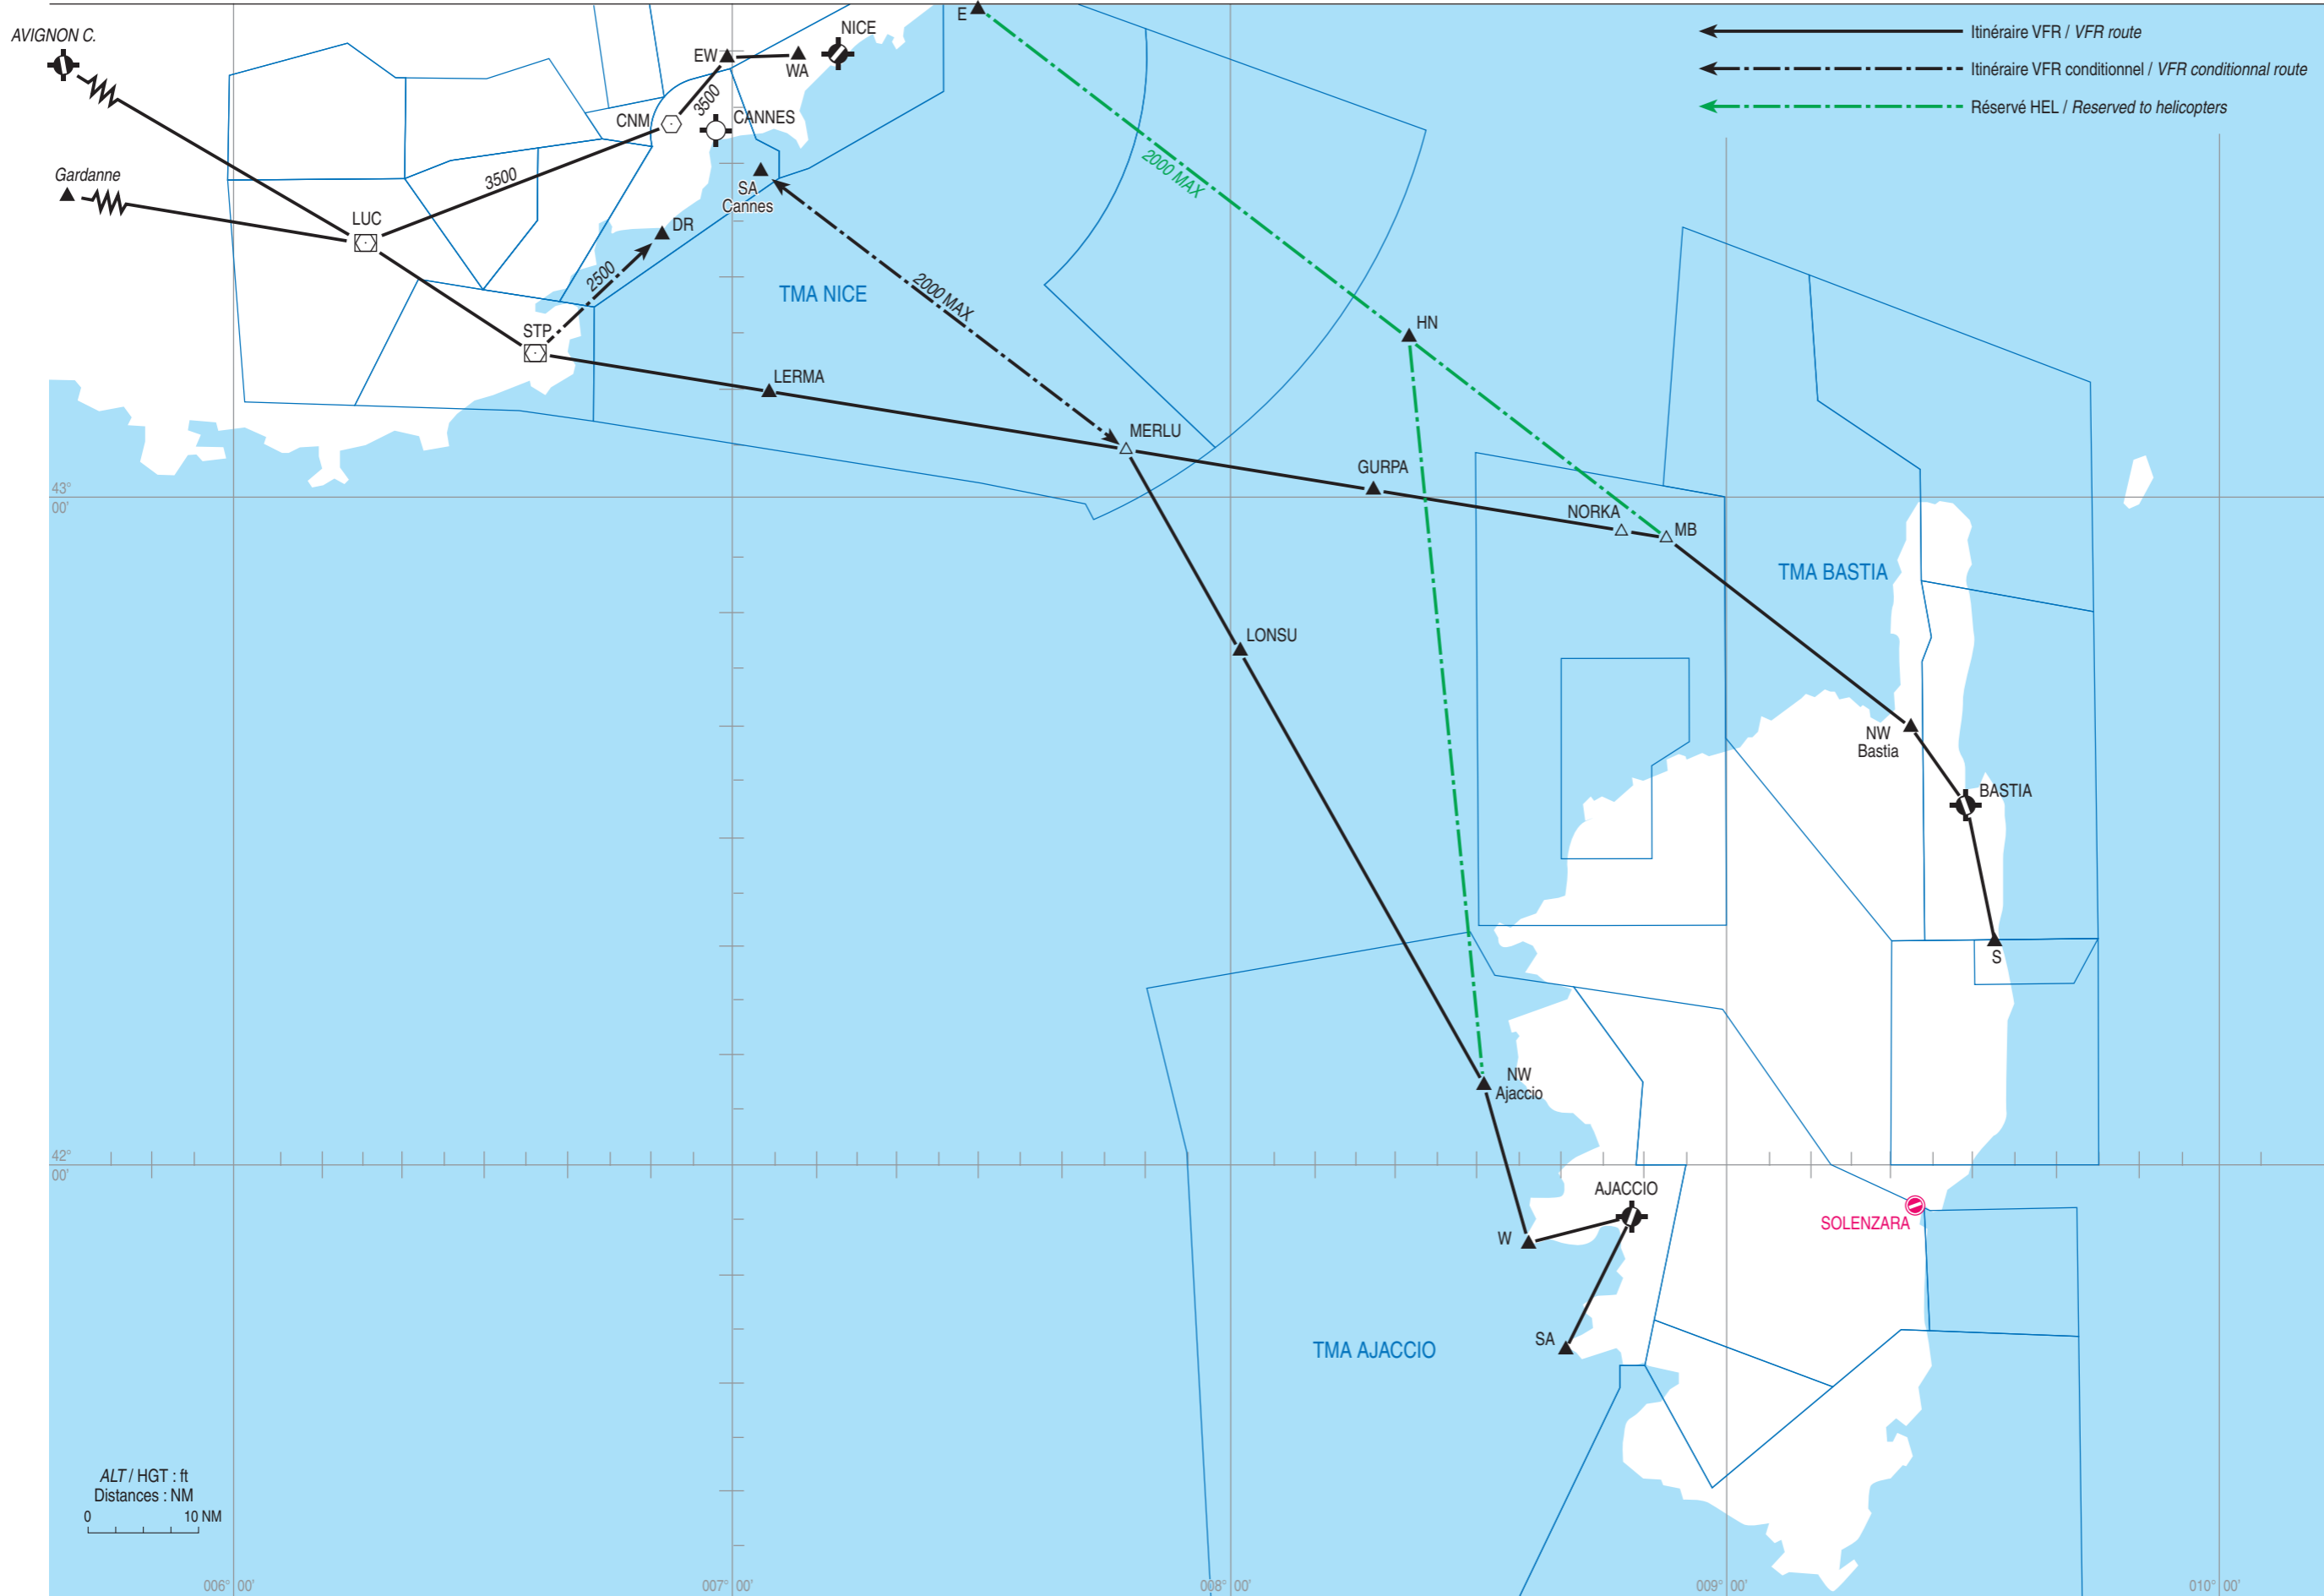 AVIGNON C.
NICE
E
Itinéraire VFR / VFR route
EW
WA
Itinéraire VFR conditionnel / VFR conditionnal route
3500
CNM
CANNES
Réservé HEL / Reserved to helicopters
Gardanne
3500
2000 MAX
SA
Cannes
LUC
DR
2500
TMA NICE
2000 MAX
STP
HN
LERMA
MERLU
GURPA
43°
00'
NORKA
MB
TMA BASTIA
LONSU
NW
Bastia
BASTIA
S
NW
Ajaccio
42°
00'
AJACCIO
W
SOLENZARA
SA
TMA AJACCIO
ALT / HGT : ft
Distances : NM
0 10 NM
006° 00' 007° 00' 008° 00' 009° 00' 010° 00'